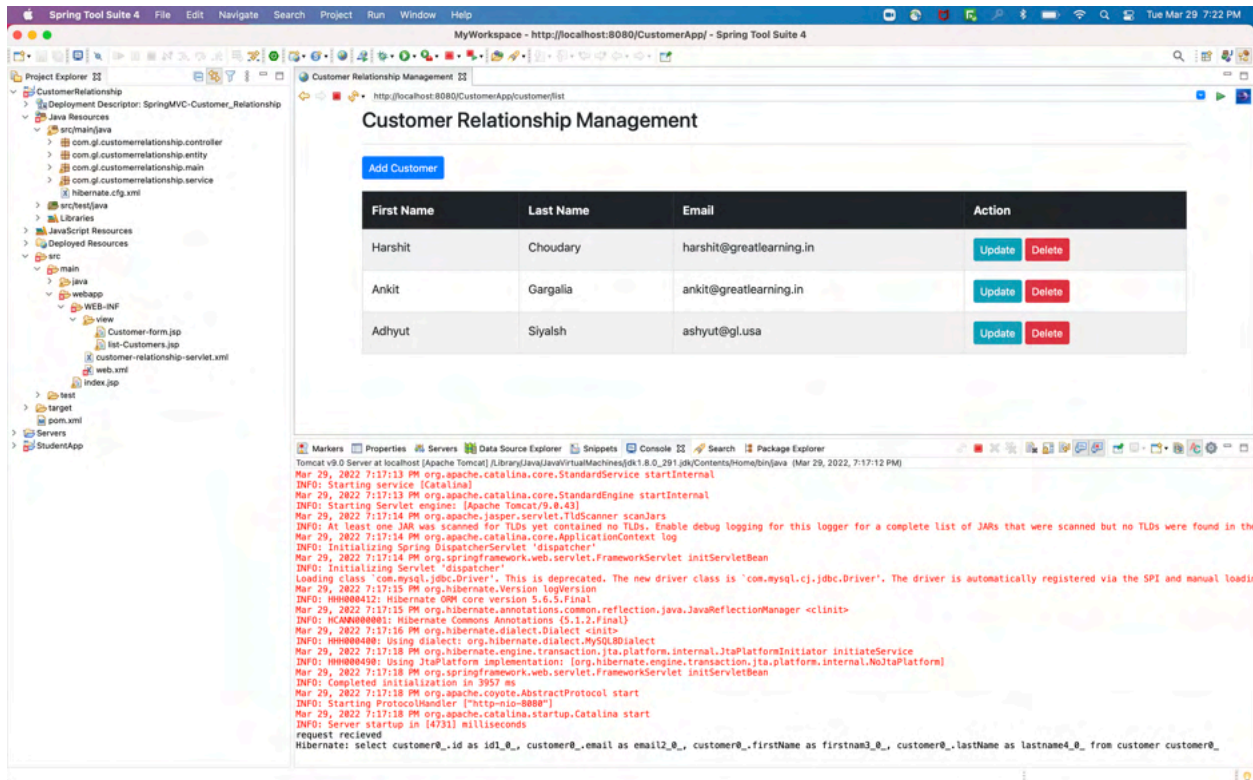 Spring Tool Suite 4 File Edit Navigate Search Project Run Window Help Tue Mar 29 7:22 PM
MyWorkspace - http://localhost:8080/CustomerApp/ - Spring Tool Suite 4
Project Explorer
CustomerRelationship
Deployment Descriptor: SpringMVC-Customer_Relationship
Java Resources
src/main/java
com.gl.customerrelationship.controller
com.gl.customerrelationship.entity
com.gl.customerrelationship.main
com.gl.customerrelationship.service
hibernate.cfg.xml
src/test/java
Libraries
JavaScript Resources
Deployed Resources
src
main
java
webapp
WEB-INF
view
Customer-form.jsp
list-Customers.jsp
customer-relationship-servlet.xml
web.xml
index.jsp
test
target
pom.xml
Servers
StudentApp
Customer Relationship Management
http://localhost:8080/CustomerApp/customer/list
Customer Relationship Management
Add Customer
First Name Last Name Email Action
Harshit Choudary harshit@greatlearning.in Update Delete
Ankit Gargalia ankit@greatlearning.in Update Delete
Adhyut Siyalsh ashyut@gl.usa Update Delete
Markers Properties Servers Data Source Explorer Snippets Console Search Package Explorer
Tomcat v9.0 Server at localhost [Apache Tomcat] /Library/Java/JavaVirtualMachines/jdk1.8.0_291.jdk/Contents/Home/bin/java (Mar 29, 2022, 7:17:12 PM)
Mar 29, 2022 7:17:13 PM org.apache.catalina.core.StandardService startInternal
INFO: Starting service [Catalina]
Mar 29, 2022 7:17:13 PM org.apache.catalina.core.StandardEngine startInternal
INFO: Starting Servlet engine: [Apache Tomcat/9.0.43]
Mar 29, 2022 7:17:14 PM org.apache.jasper.servlet.TldScanner scanJars
INFO: At least one JAR was scanned for TLDs yet contained no TLDs. Enable debug logging for this logger for a complete list of JARs that were scanned but no TLDs were found in the
Mar 29, 2022 7:17:14 PM org.apache.catalina.core.ApplicationContext log
INFO: Initializing Spring DispatcherServlet 'dispatcher'
Mar 29, 2022 7:17:14 PM org.springframework.web.servlet.FrameworkServlet initServletBean
INFO: Initializing Servlet 'dispatcher'
Loading class `com.mysql.jdbc.Driver'. This is deprecated. The new driver class is `com.mysql.cj.jdbc.Driver'. The driver is automatically registered via the SPI and manual loadi
Mar 29, 2022 7:17:15 PM org.hibernate.Version logVersion
INFO: HHH000412: Hibernate ORM core version 5.6.5.Final
Mar 29, 2022 7:17:15 PM org.hibernate.annotations.common.reflection.java.JavaReflectionManager <clinit>
INFO: HCANN000001: Hibernate Commons Annotations {5.1.2.Final}
Mar 29, 2022 7:17:16 PM org.hibernate.dialect.Dialect <init>
INFO: HHH000400: Using dialect: org.hibernate.dialect.MySQL8Dialect
Mar 29, 2022 7:17:18 PM org.hibernate.engine.transaction.jta.platform.internal.JtaPlatformInitiator initiateService
INFO: HHH000490: Using JtaPlatform implementation: [org.hibernate.engine.transaction.jta.platform.internal.NoJtaPlatform]
Mar 29, 2022 7:17:18 PM org.springframework.web.servlet.FrameworkServlet initServletBean
INFO: Completed initialization in 3957 ms
Mar 29, 2022 7:17:18 PM org.apache.coyote.AbstractProtocol start
INFO: Starting ProtocolHandler ["http-nio-8080"]
Mar 29, 2022 7:17:18 PM org.apache.catalina.startup.Catalina start
INFO: Server startup in [4731] milliseconds
request recieved
Hibernate: select customer0_.id as id1_0_, customer0_.email as email2_0_, customer0_.firstName as firstnam3_0_, customer0_.lastName as lastname4_0_ from customer customer0_